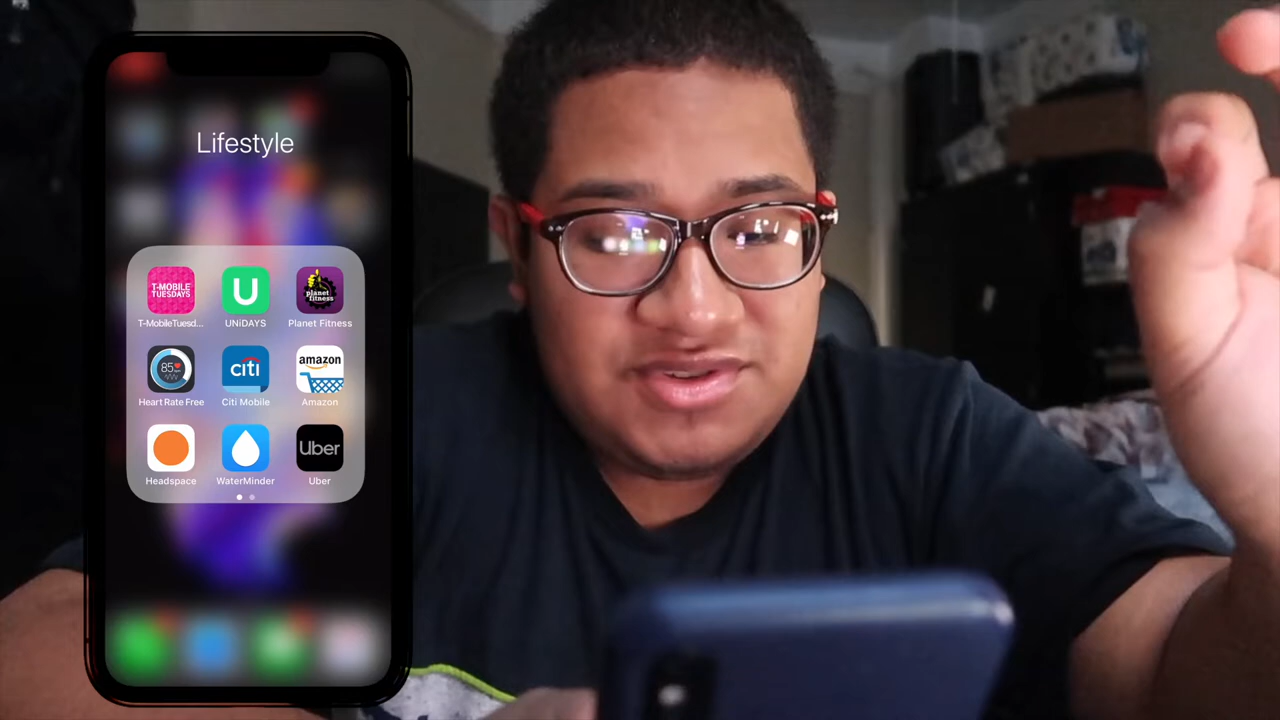 Lifestyle
T-MOBILE
TUESDAYS
U
planet
fitness
T-MobileTuesd...
UNiDAYS
Planet Fitness
85
citi
amazon
Heart Rate Free
Citi Mobile
Amazon
Uber
Headspace
WaterMinder
Uber